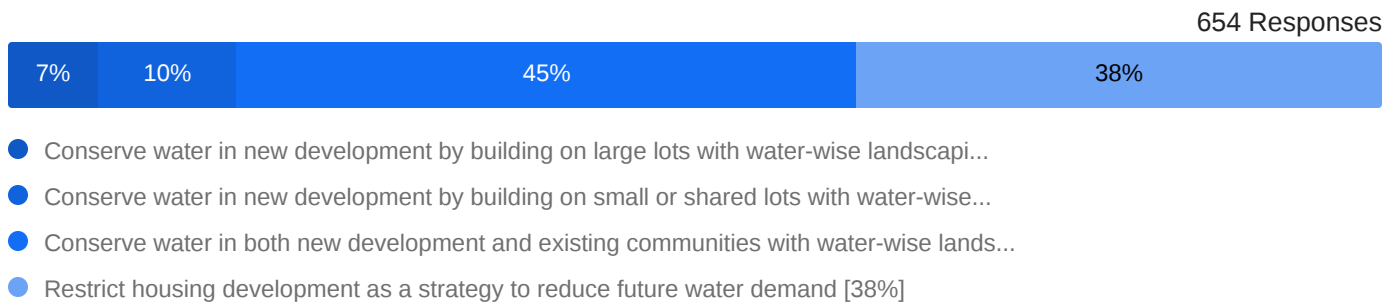 654 Responses
7% 10% 45% 38%
Conserve water in new development by building on large lots with water-wise landscapi...
Conserve water in new development by building on small or shared lots with water-wise...
Conserve water in both new development and existing communities with water-wise lands...
Restrict housing development as a strategy to reduce future water demand [38%]